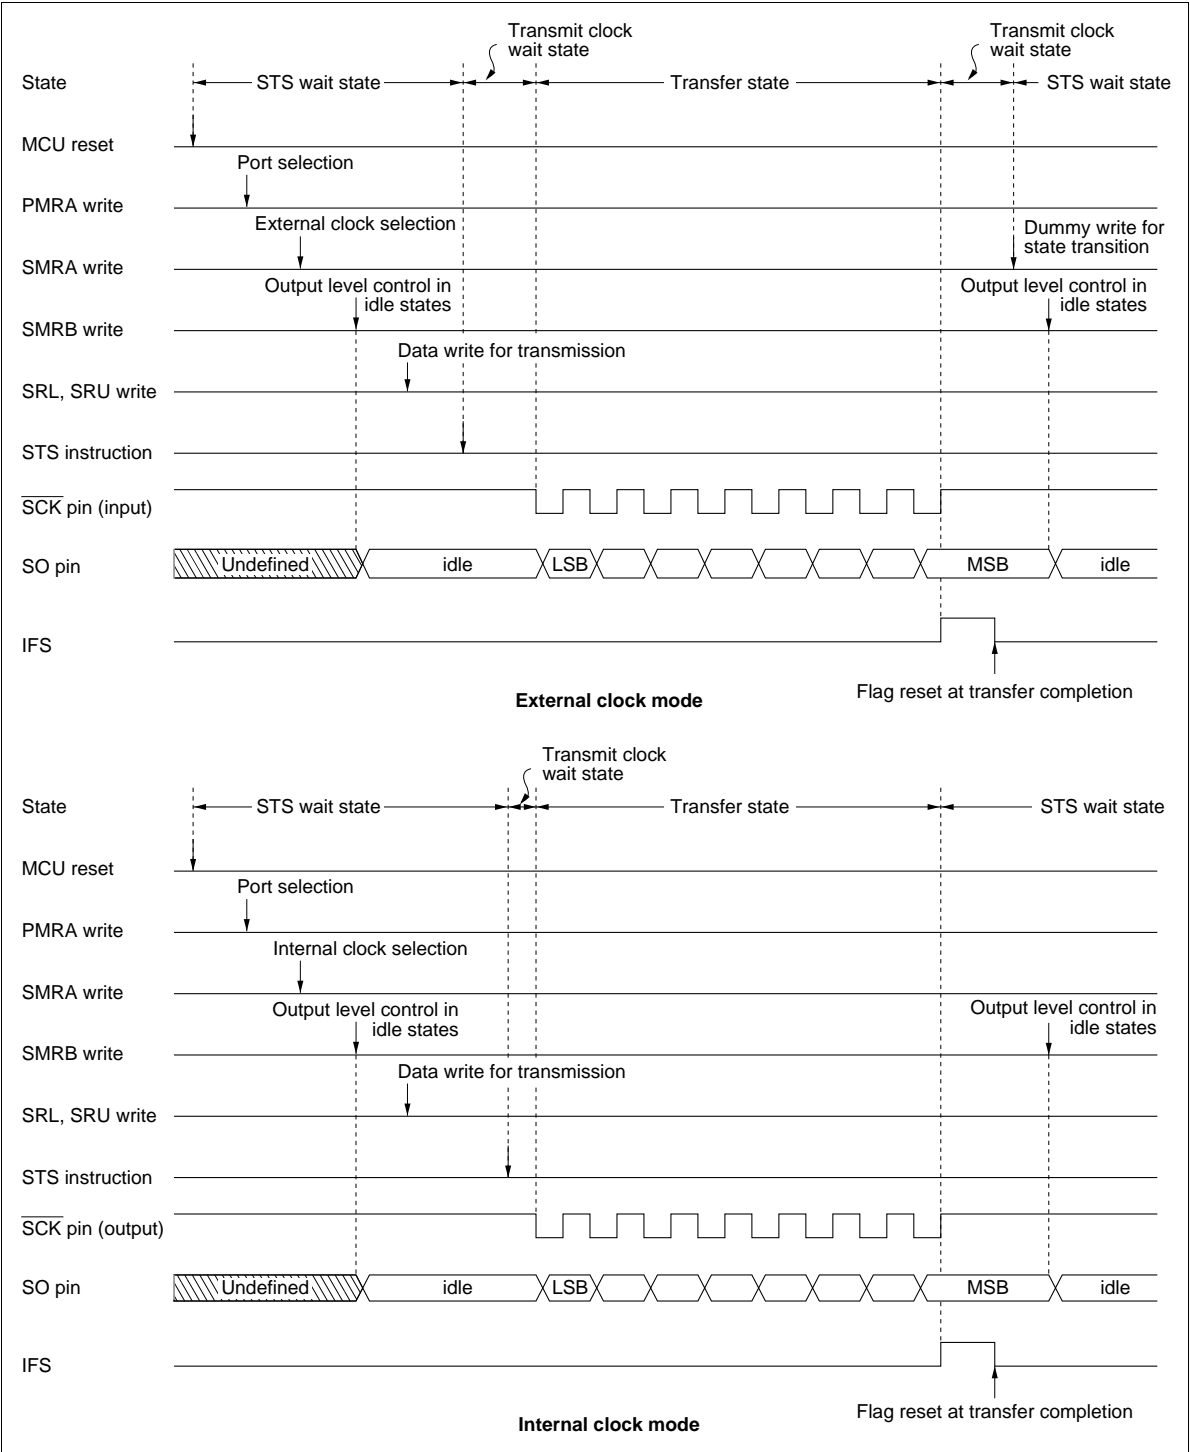 Transmit clock
wait state
Transmit clock
wait state
State
STS wait state
Transfer state
STS wait state
MCU reset
Port selection
PMRA write
External clock selection
Dummy write for
state transition
SMRA write
Output level control in
idle states
Output level control in
idle states
SMRB write
Data write for transmission
SRL, SRU write
STS instruction
SCK pin (input)
SO pin
Undefined
idle
LSB
MSB
idle
IFS
Flag reset at transfer completion
External clock mode
Transmit clock
wait state
State
STS wait state
Transfer state
STS wait state
MCU reset
Port selection
PMRA write
Internal clock selection
SMRA write
Output level control in
idle states
Output level control in
idle states
SMRB write
Data write for transmission
SRL, SRU write
STS instruction
SCK pin (output)
SO pin
Undefined
idle
LSB
MSB
idle
IFS
Flag reset at transfer completion
Internal clock mode